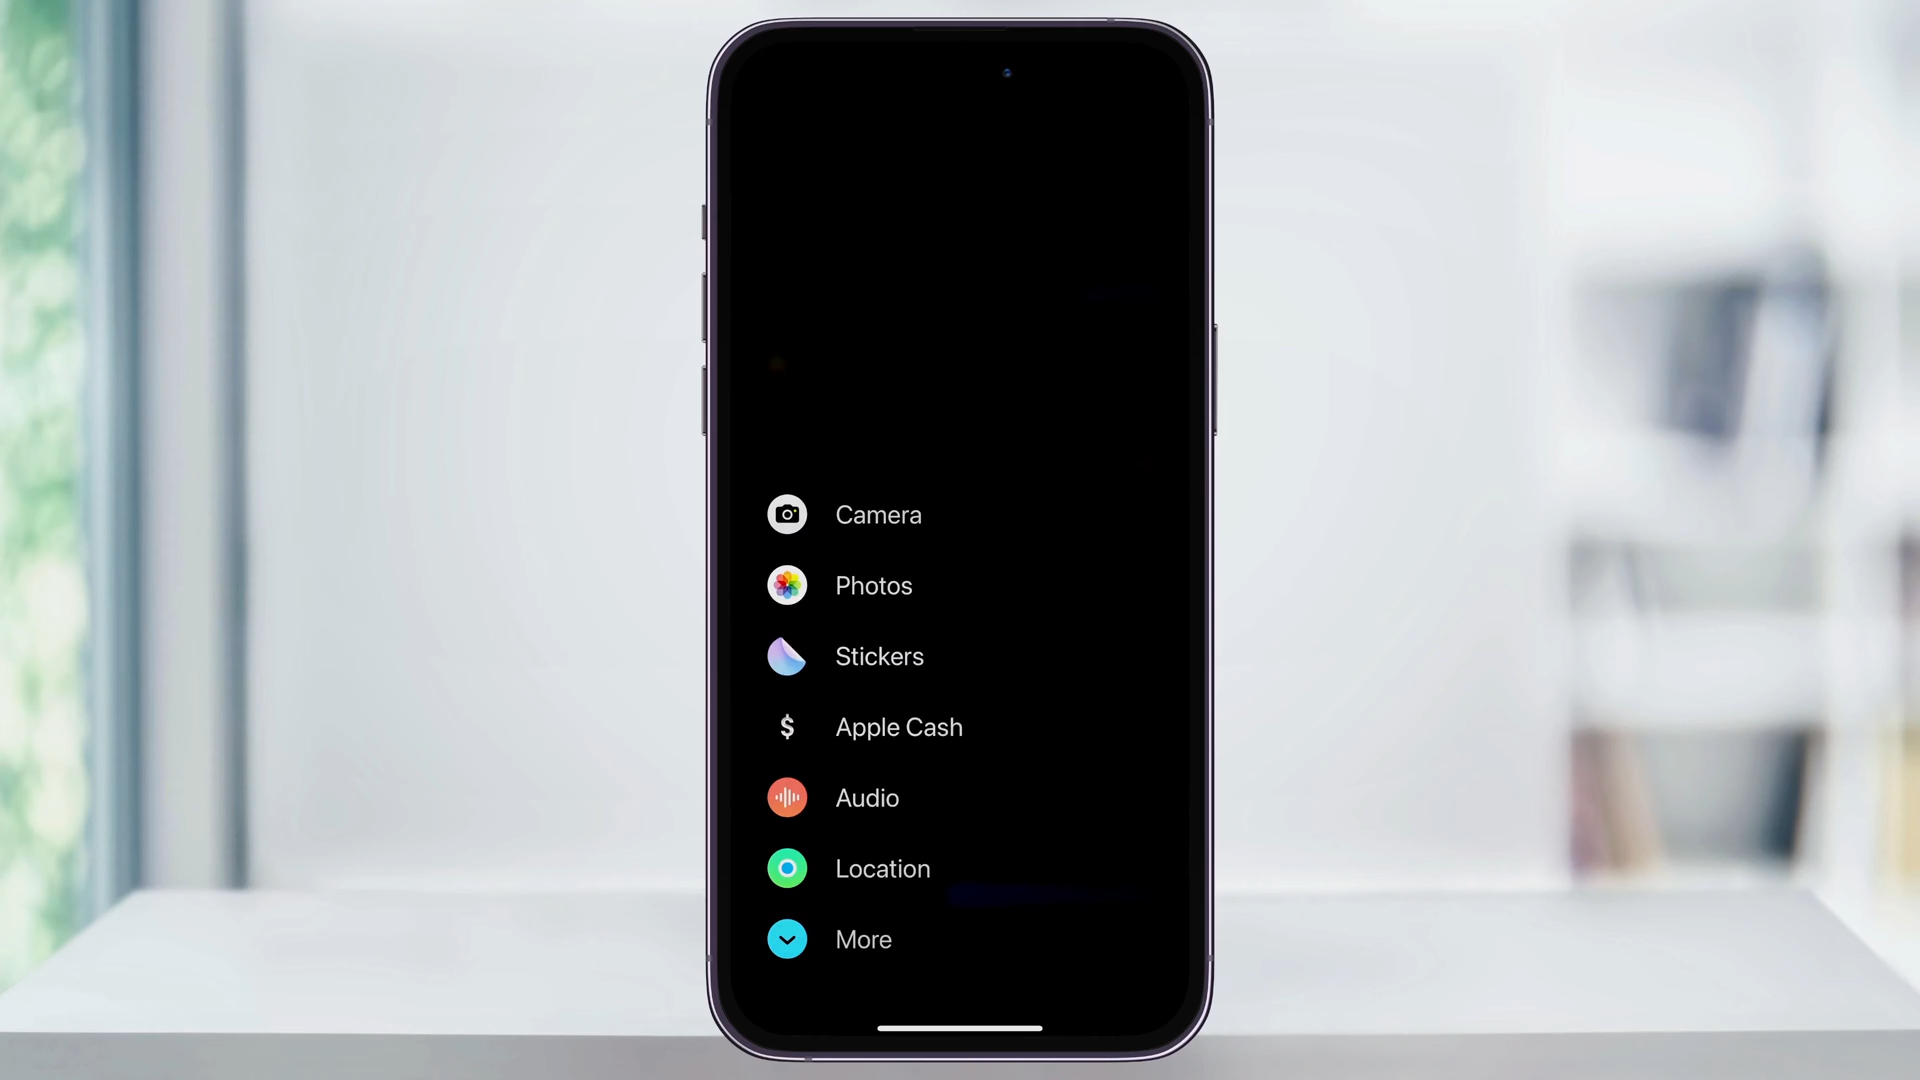 Camera
Photos
Stickers
$ Apple Cash
Audio
Location
More